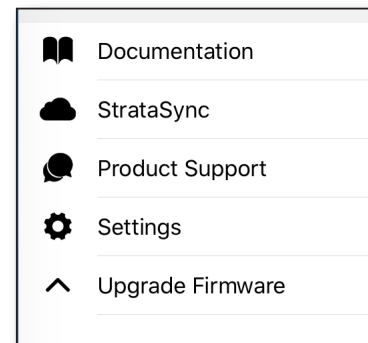 Documentation
StrataSync
Product Support
Settings
Upgrade Firmware